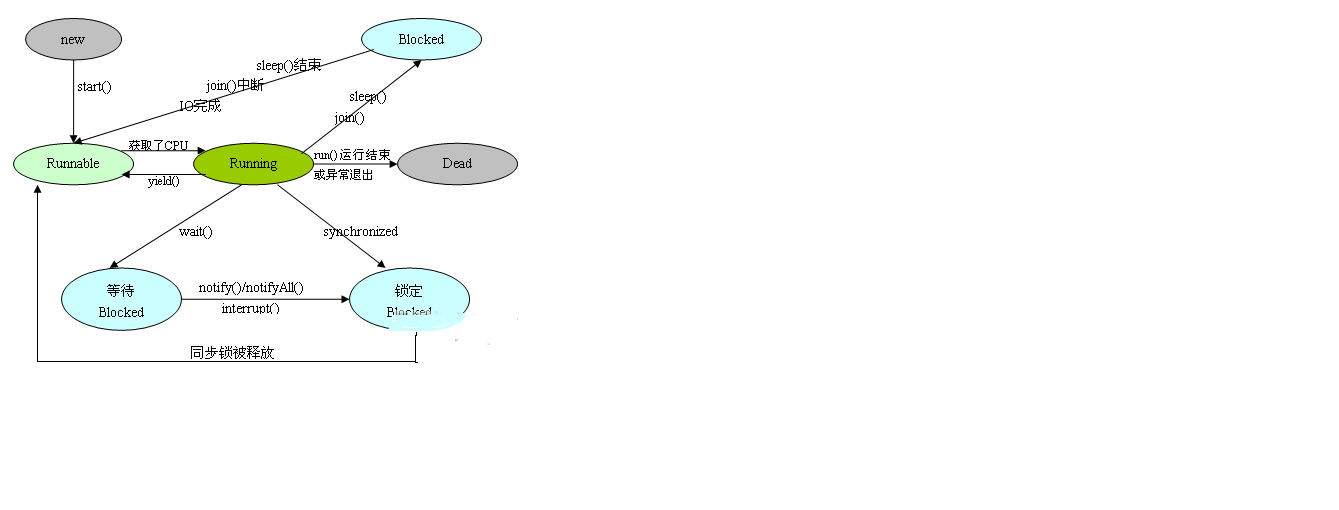 new
Blocked
sleep()结束
start()
join()中断
sleep()
IO完成
join()
获取了CPU
run()运行结束
Runnable
Running
Dead
yield()
或异常退出
wait()
synchronized
等待
Blocked
notify()/notifyAll()
interrupt()
锁定
Blocked
同步锁被释放